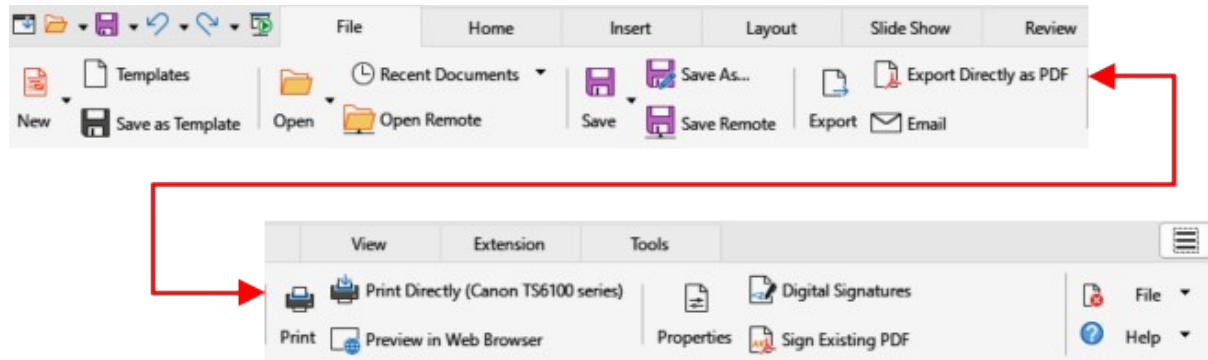 File Home Insert Layout Slide Show Review
Templates Recent Documents Save As... Export Directly as PDF
New Save as Template Open Open Remote Save Save Remote Export Email
View Extension Tools
Print Directly (Canon TS6100 series) Digital Signatures File
Print Preview in Web Browser Properties Sign Existing PDF Help